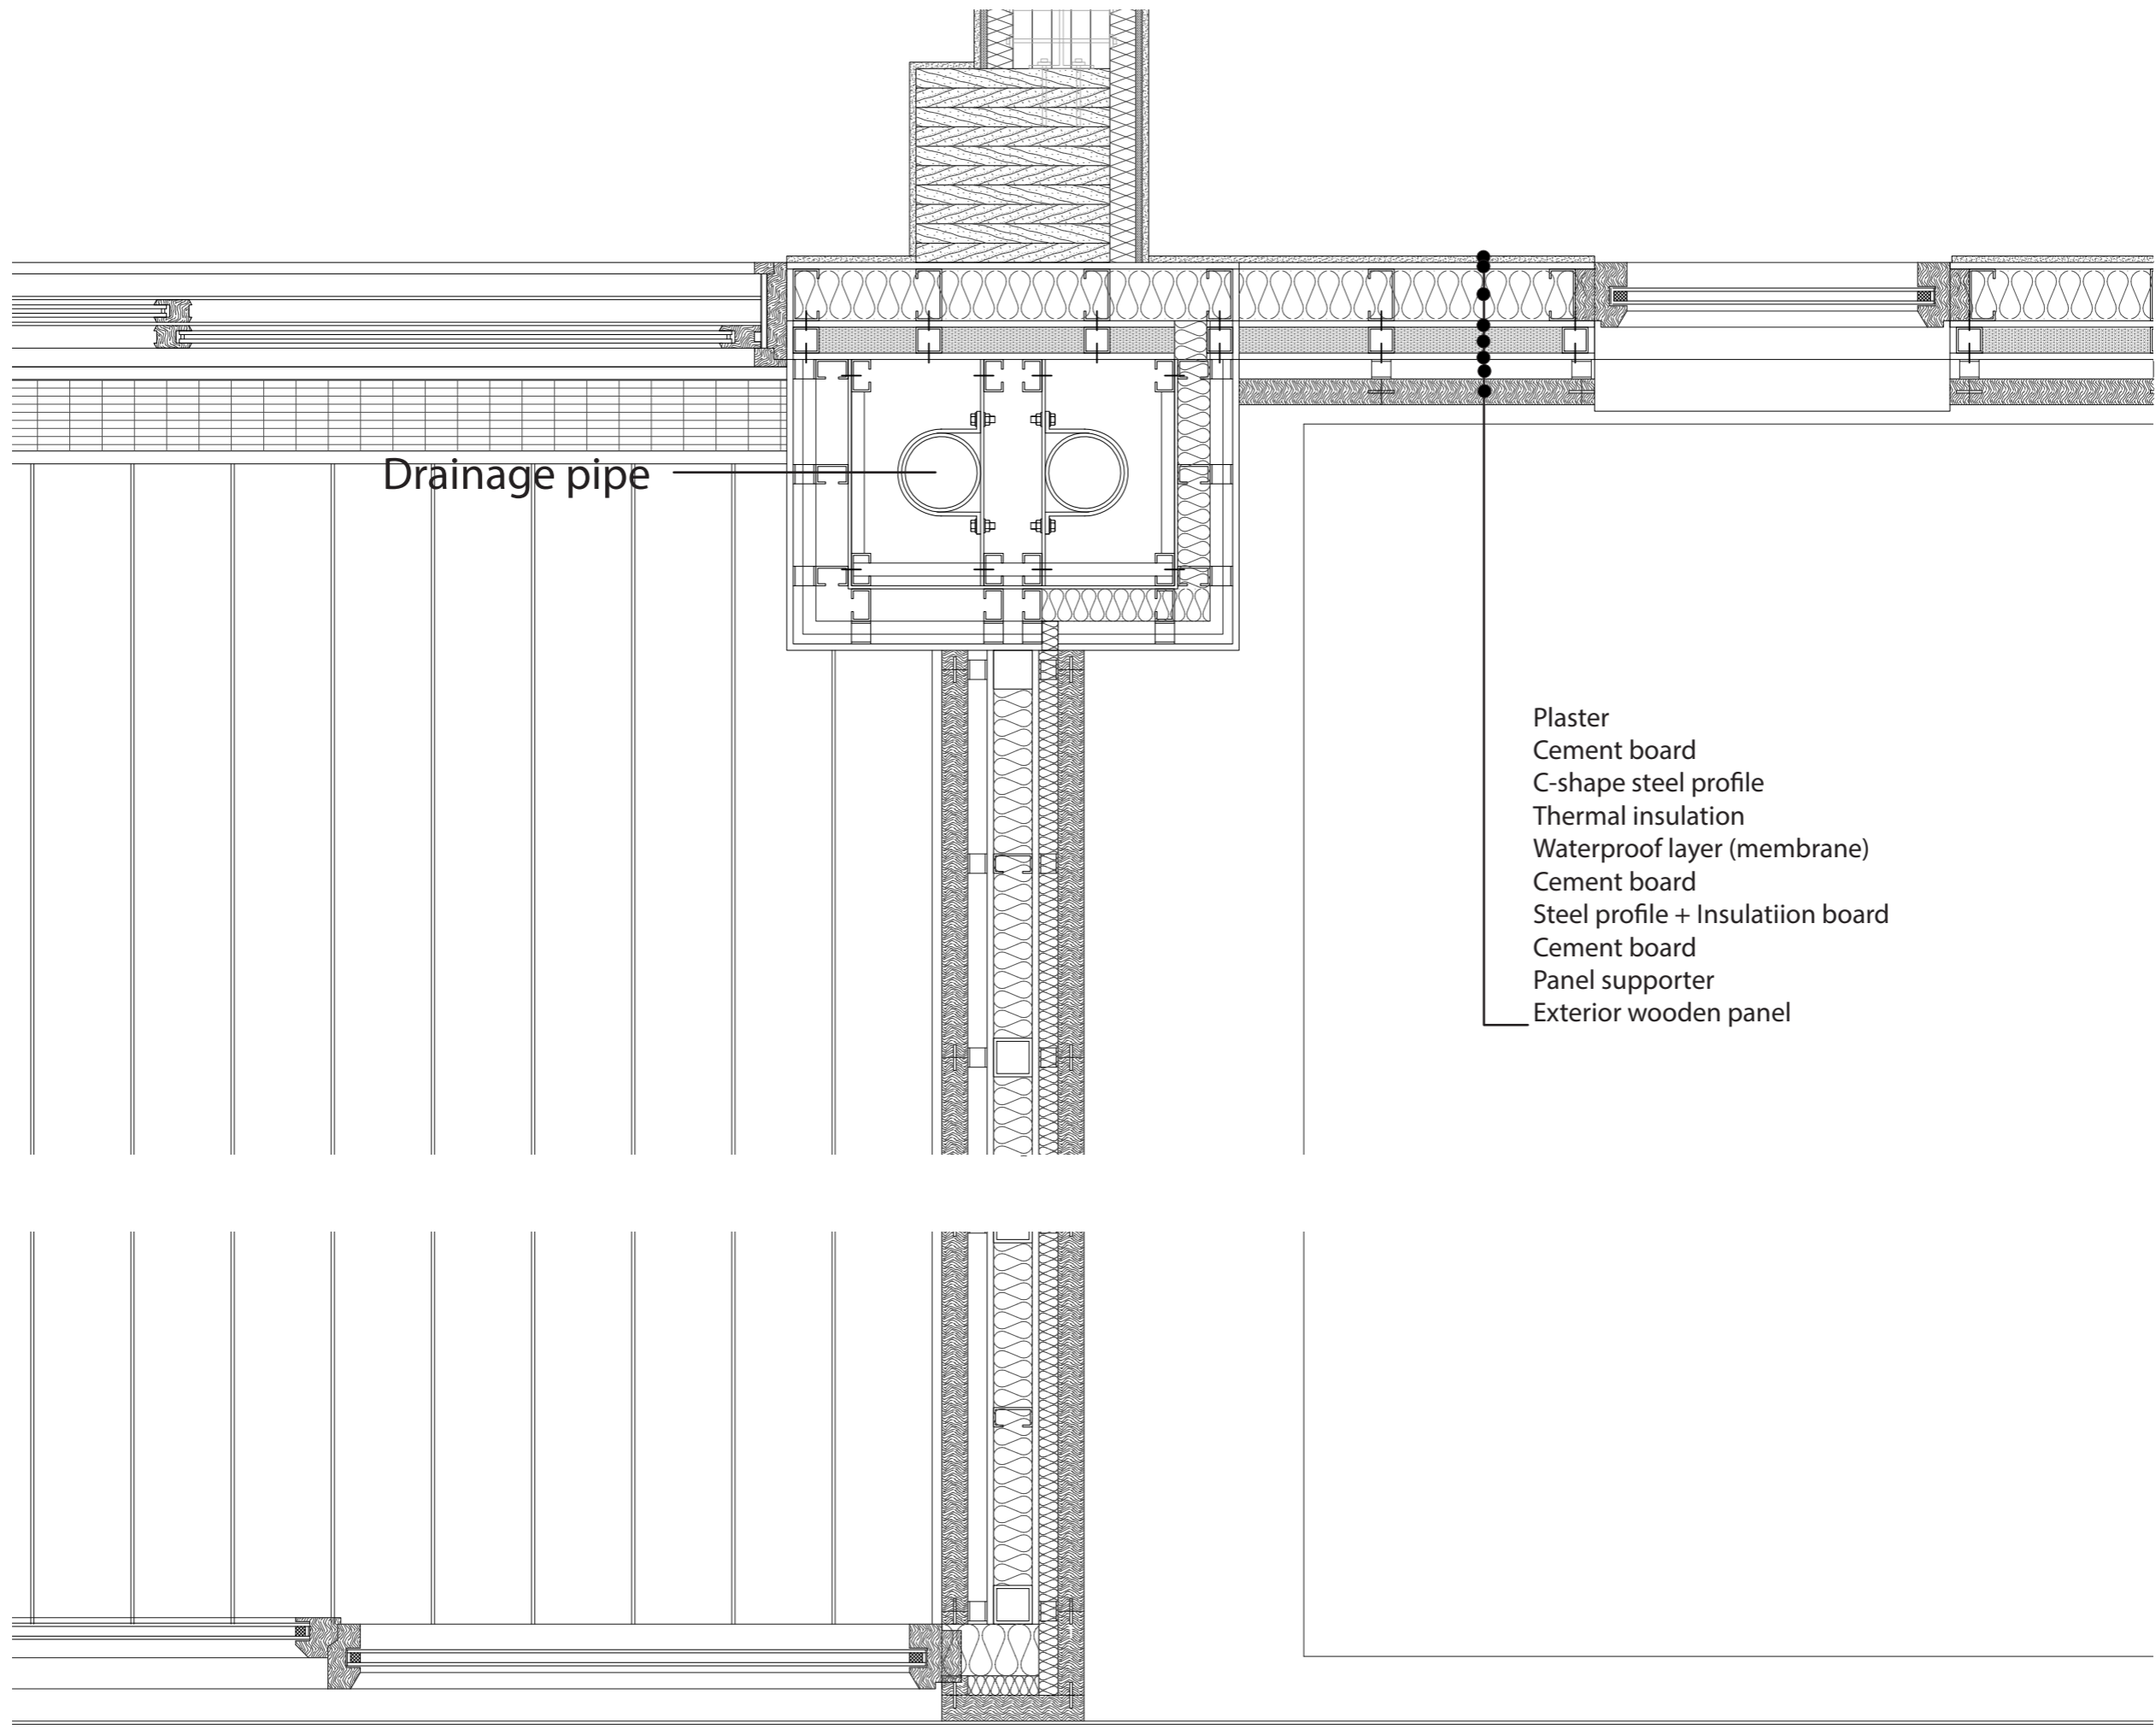 Drainage pipe
Plaster
Cement board
C-shape steel profile
Thermal insulation
Waterproof layer (membrane)
Cement board
Steel profile + Insulatiion board
Cement board
Panel supporter
Exterior wooden panel